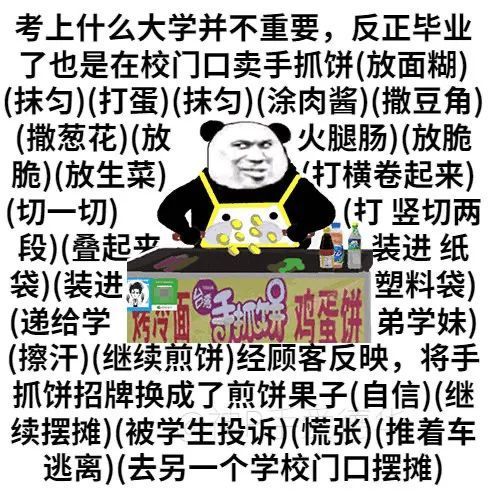 考上什么大学并不重要，反正毕业
了也是在校门口卖手抓饼(放面糊)
(抹匀)(打蛋)(抹匀)(涂肉酱)(撒豆角)
(撒葱花)(放 火腿肠)(放脆
脆)(放生菜) (打横卷起来)
(切一切) (打 竖切两
段)(叠起来 装进 纸
袋)(装进 塑料袋)
(递给学 弟学妹)
烤冷面 手抓饼 鸡蛋饼
(擦汗)(继续煎饼)经顾客反映，将手
抓饼招牌换成了煎饼果子(自信)(继
续摆摊)(被学生投诉)(慌张)(推着车
逃离)(去另一个学校门口摆摊)